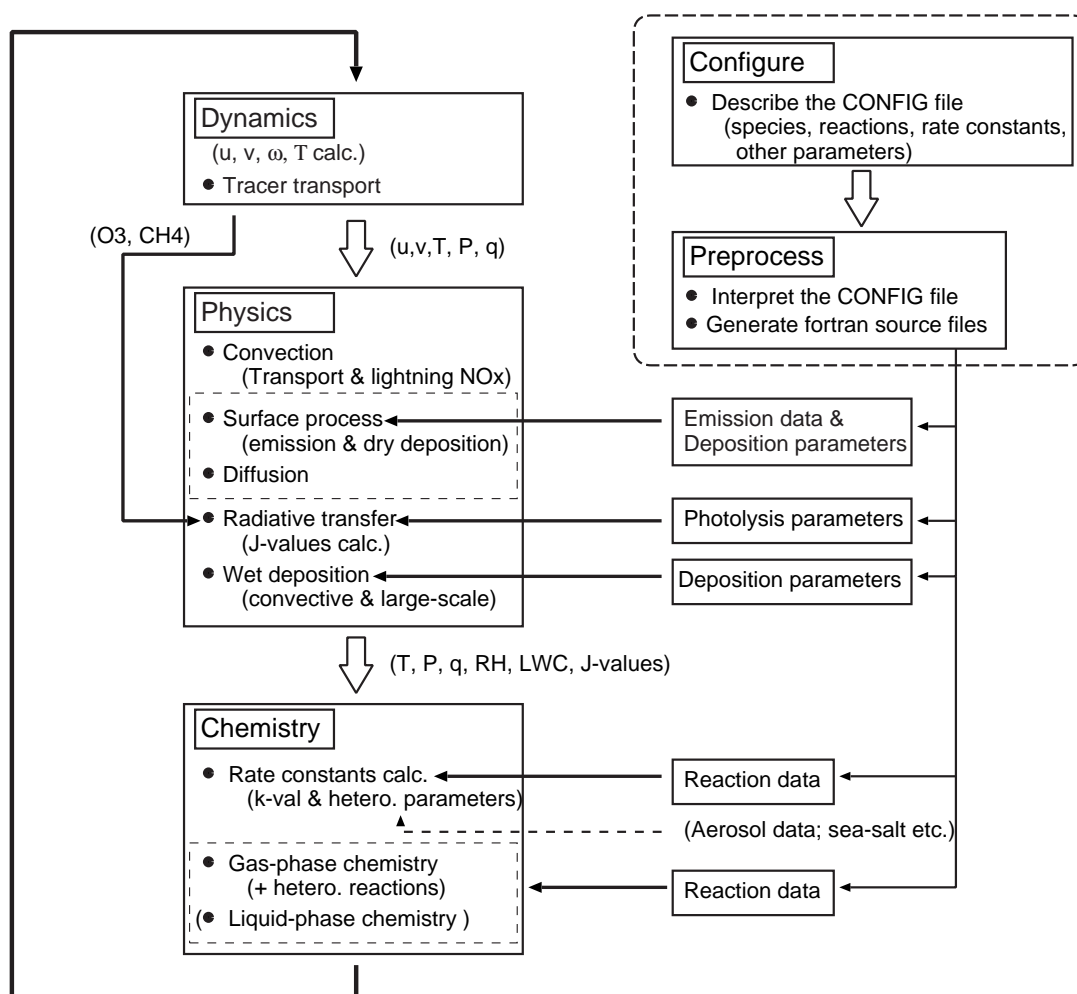 Configure
Describe the CONFIG file
(species, reactions, rate constants,
other parameters)
Preprocess
Interpret the CONFIG file
Generate fortran source files
Dynamics
(u, v, ω, T calc.)
Tracer transport
(O3, CH4)
(u,v,T, P, q)
Physics
Convection
(Transport & lightning NOx)
Surface process
(emission & dry deposition)
Diffusion
Radiative transfer
(J-values calc.)
Wet deposition
(convective & large-scale)
Emission data &
Deposition parameters
Photolysis parameters
Deposition parameters
(T, P, q, RH, LWC, J-values)
Chemistry
Rate constants calc.
(k-val & hetero. parameters)
Reaction data
(Aerosol data; sea-salt etc.)
Gas-phase chemistry
(+ hetero. reactions)
(● Liquid-phase chemistry )
Reaction data